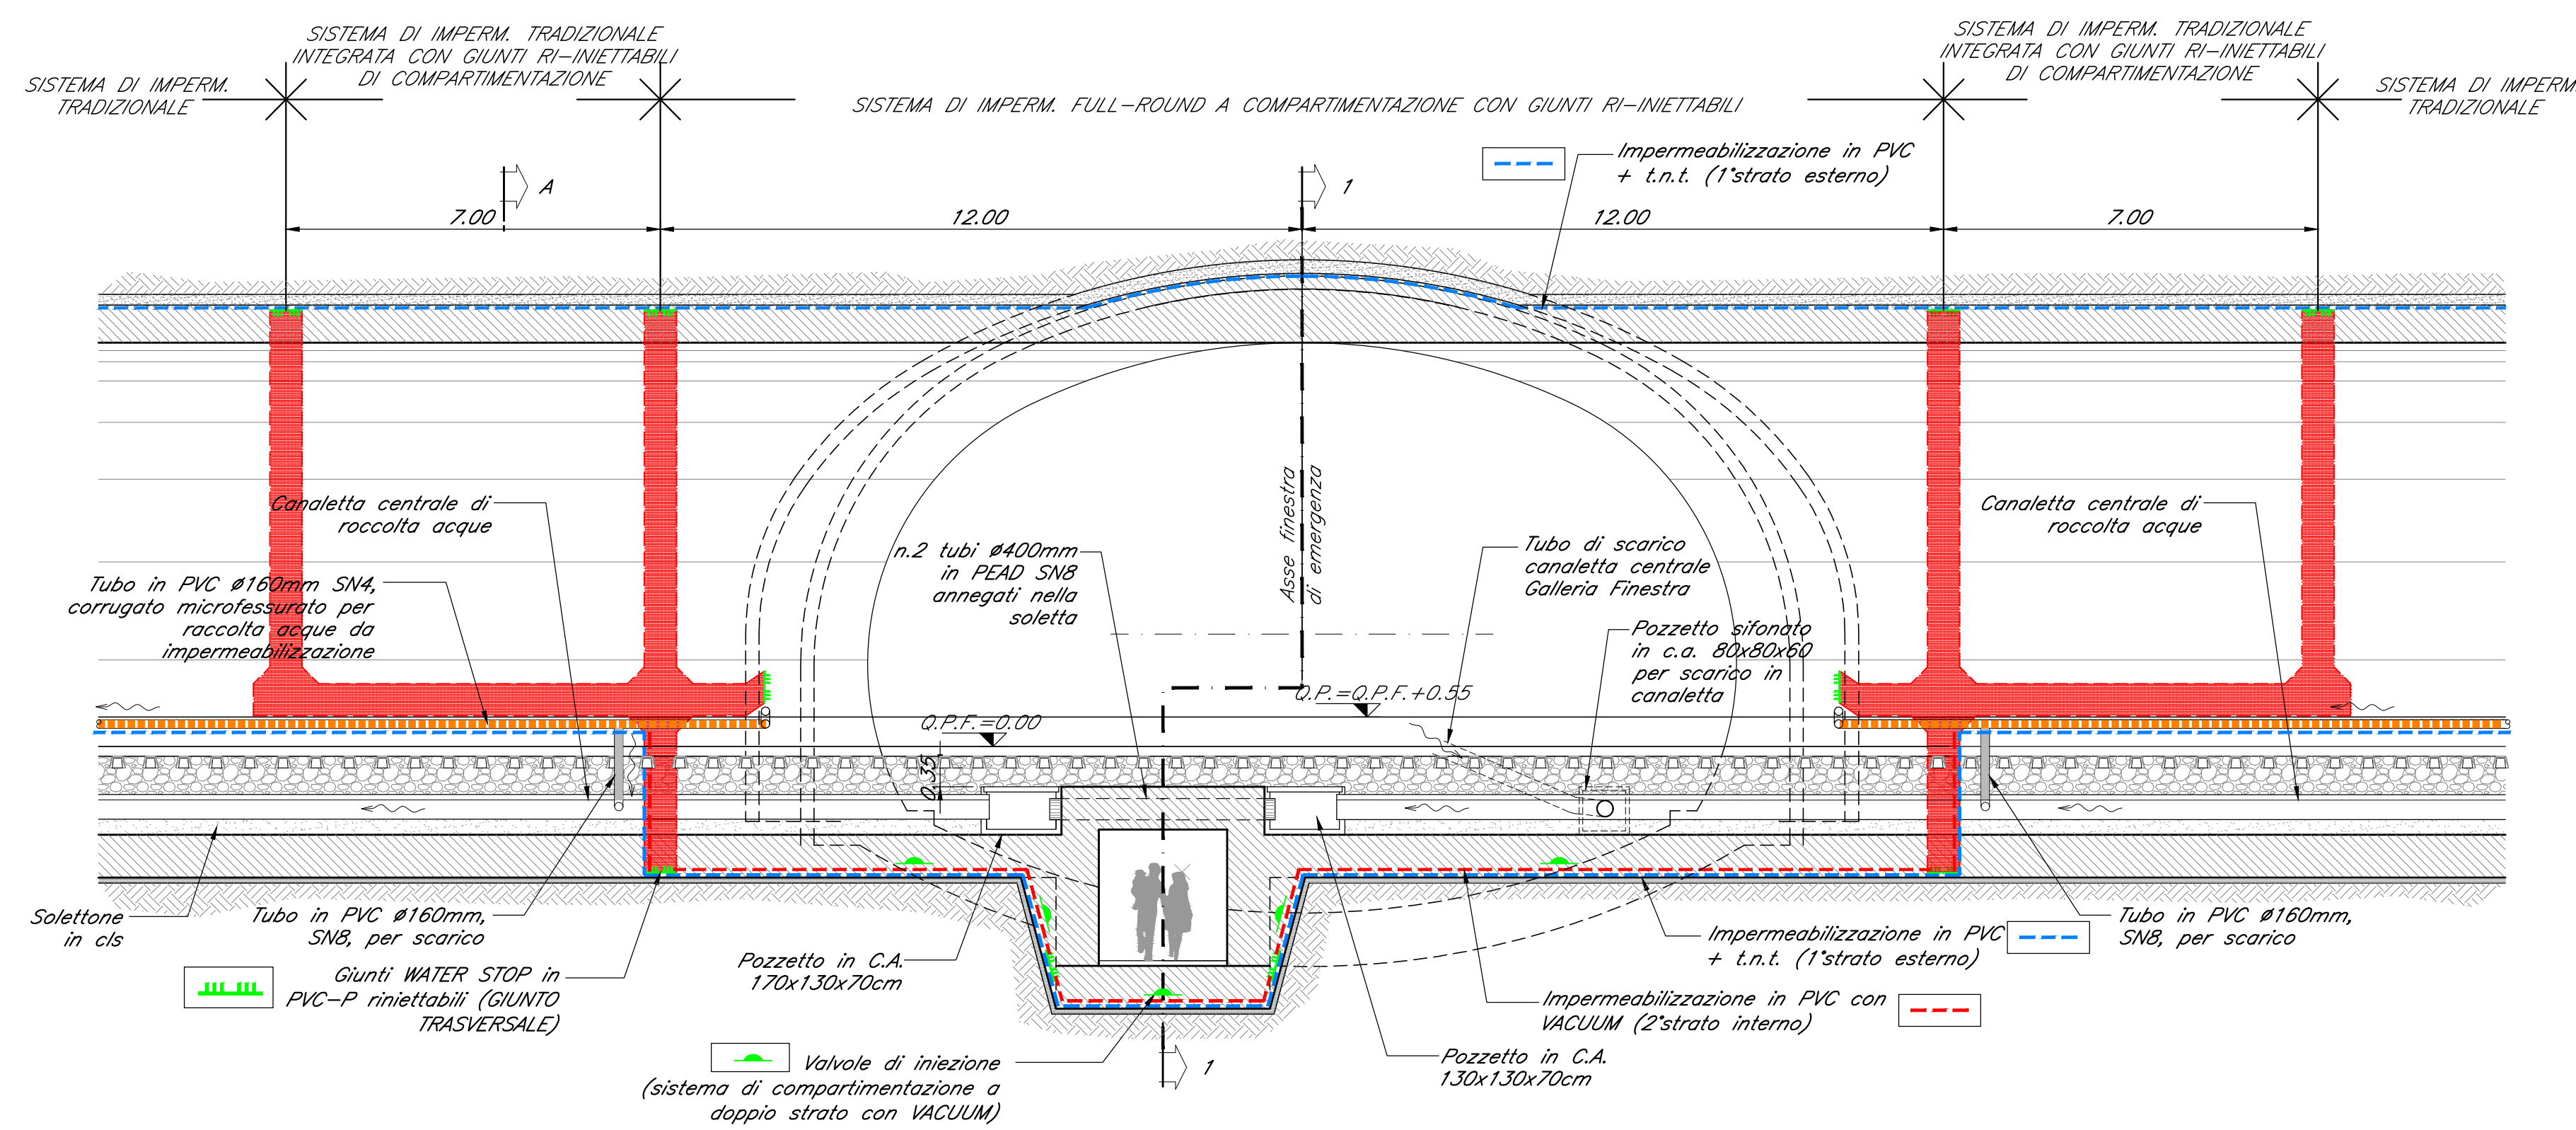 SISTEMA DI IMPERM.
TRADIZIONALE
SISTEMA DI IMPERM. TRADIZIONALE
INTEGRATA CON GIUNTI RI-INIETTABILI
DI COMPARTIMENTAZIONE
SISTEMA DI IMPERM. FULL-ROUND A COMPARTIMENTAZIONE CON GIUNTI RI-INIETTABILI
SISTEMA DI IMPERM. TRADIZIONALE
INTEGRATA CON GIUNTI RI-INIETTABILI
DI COMPARTIMENTAZIONE
SISTEMA DI IMPERM.
TRADIZIONALE
Impermeabilizzazione in PVC
+ t.n.t. (1°strato esterno)
A
1
7.00
12.00
12.00
7.00
Canaletta centrale di
roccolta acque
Tubo in PVC ø160mm SN4,
corrugato microfessurato per
raccolta acque da
impermeabilizzazione
n.2 tubi ø400mm
in PEAD SN8
annegati nella
soletta
Asse finestra
di emergenza
Tubo di scarico
canaletta centrale
Galleria Finestra
Pozzetto sifonato
in c.a. 80x80x60
per scarico in
canaletta
Canaletta centrale di
roccolta acque
Q.P.F.=0.00
Q.P.=Q.P.F.+0.55
0.35
Solettone
in cls
Tubo in PVC ø160mm,
SN8, per scarico
Giunti WATER STOP in
PVC-P riniettabili (GIUNTO
TRASVERSALE)
Pozzetto in C.A.
170x130x70cm
Valvole di iniezione
(sistema di compartimentazione a
doppio strato con VACUUM)
1
Impermeabilizzazione in PVC
+ t.n.t. (1°strato esterno)
Impermeabilizzazione in PVC con
VACUUM (2°strato interno)
Pozzetto in C.A.
130x130x70cm
Tubo in PVC ø160mm,
SN8, per scarico